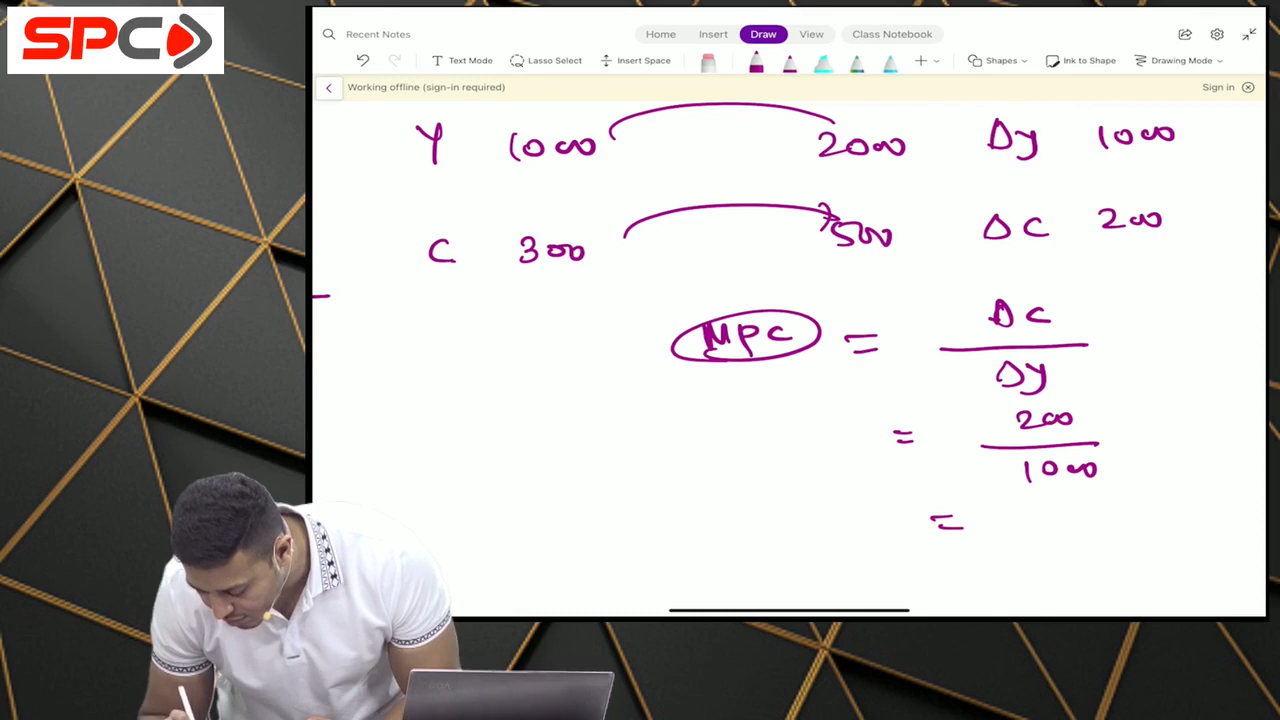 SPC
Recent Notes
Home Insert Draw View Class Notebook
Text Mode Lasso Select Insert Space Shapes Ink to Shape Drawing Mode
Working offline (sign-in required) Sign in
Y 1000 2000 Δy 1000
C 300 500 Δc 200
MPC = Δc
Δy
= 200
1000
=